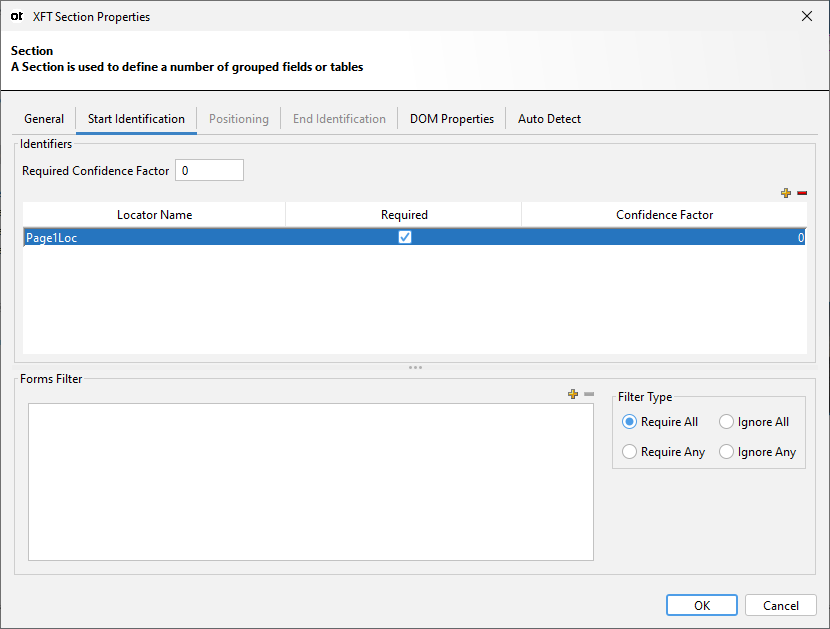 ot XFT Section Properties
Section
A Section is used to define a number of grouped fields or tables
General Start Identification Positioning End Identification DOM Properties Auto Detect
Identifiers
Required Confidence Factor 0
Locator Name Required Confidence Factor
Page1Loc 0
Forms Filter
Filter Type
Require All Ignore All
Require Any Ignore Any
OK Cancel